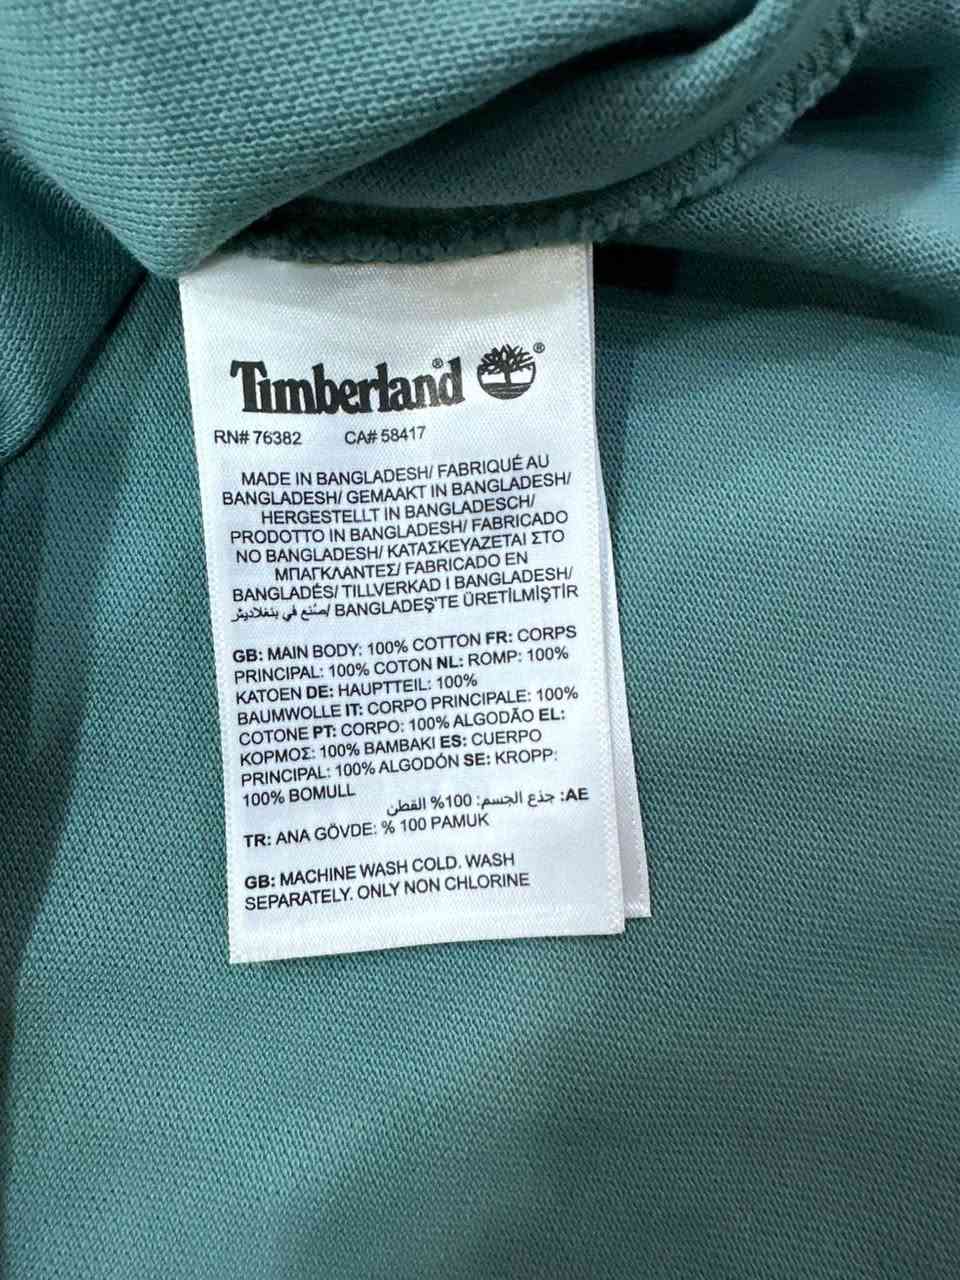 Timberland®
RN# 76382 CA# 58417
MADE IN BANGLADESH/ FABRIQUÉ AU
BANGLADESH/ GEMAAKT IN BANGLADESH/
HERGESTELLT IN BANGLADESCH/
PRODOTTO IN BANGLADESH/ FABRICADO
NO BANGLADESH/ ΚΑΤΑΣΚΕΥΑΖΕΤΑΙ ΣΤΟ
ΜΠΑΓΚΛΑΝΤΕΣ/ FABRICADO EN
BANGLADÉS/ TILLVERKAD I BANGLADESH/
صُنع في بنغلاديش/ BANGLADEŞ'TE ÜRETİLMİŞTİR
GB: MAIN BODY: 100% COTTON FR: CORPS
PRINCIPAL: 100% COTON NL: ROMP: 100%
KATOEN DE: HAUPTTEIL: 100%
BAUMWOLLE IT: CORPO PRINCIPALE: 100%
COTONE PT: CORPO: 100% ALGODÃO EL:
ΚΟΡΜΟΣ: 100% ΒΑΜΒΑΚΙ ES: CUERPO
PRINCIPAL: 100% ALGODÓN SE: KROPP:
100% BOMULL
AE: جذع الجسم: 100% القطن
TR: ANA GÖVDE: % 100 PAMUK
GB: MACHINE WASH COLD. WASH
SEPARATELY. ONLY NON CHLORINE